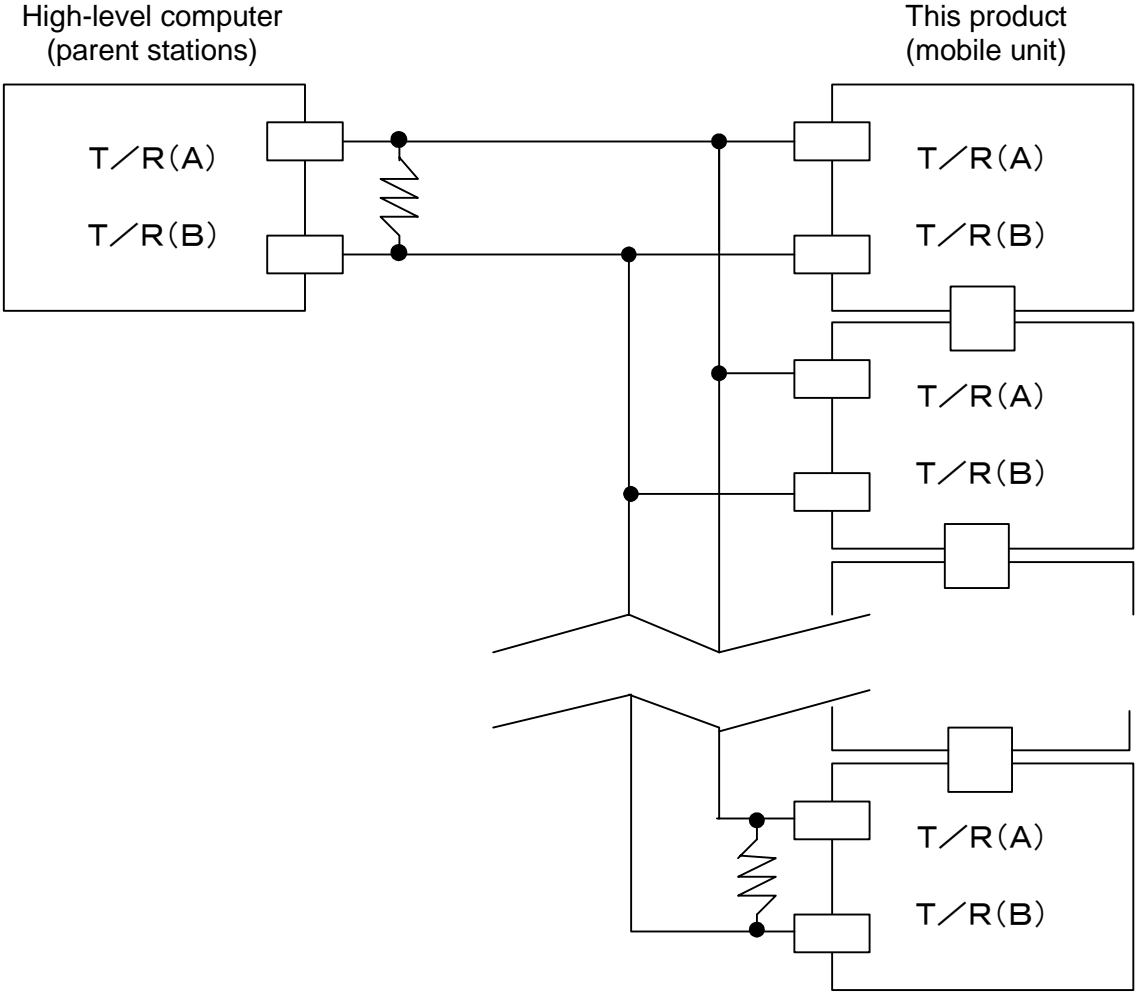 High-level computer
(parent stations)
T／R(A)
T／R(B)
This product
(mobile unit)
T／R(A)
T／R(B)
T／R(A)
T／R(B)
T／R(A)
T／R(B)